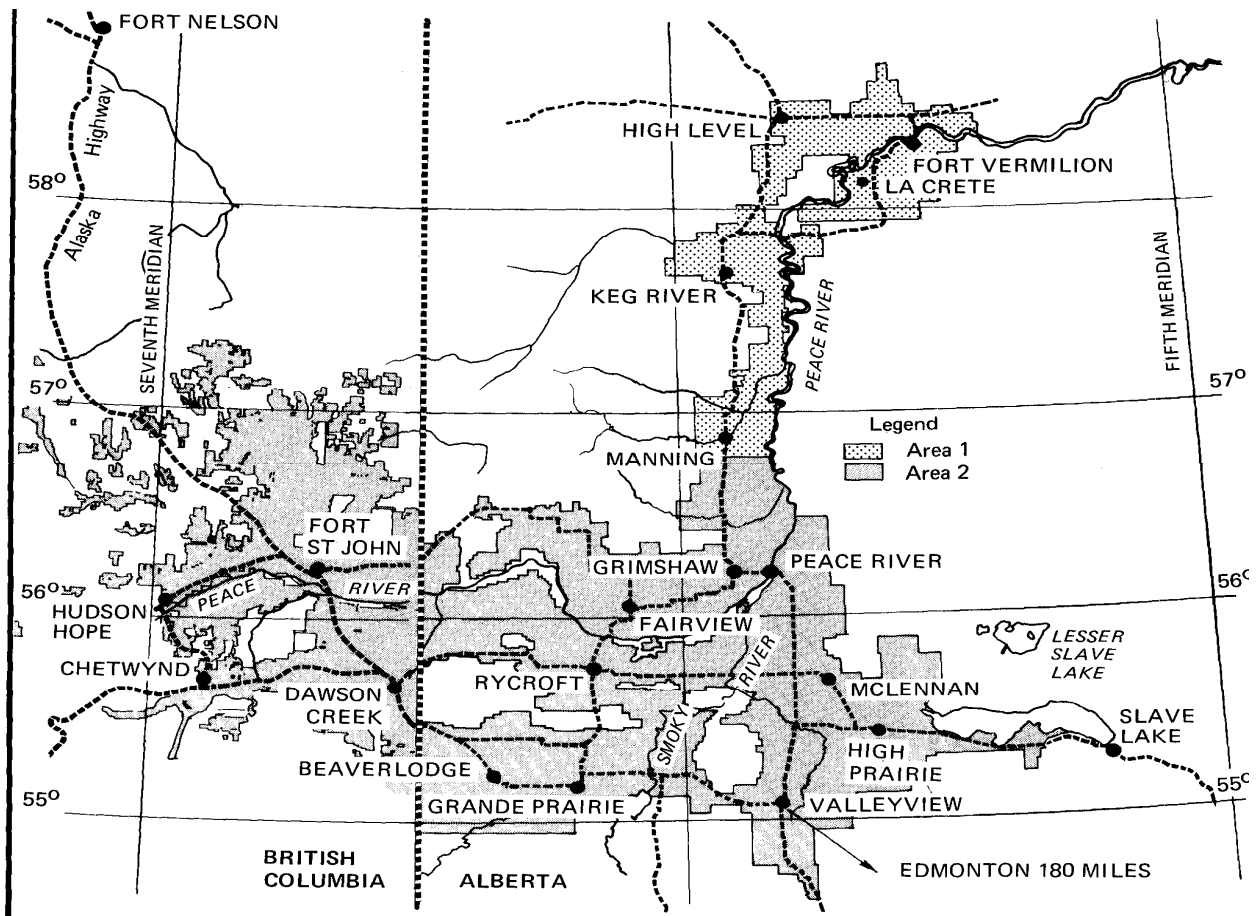 FORT NELSON
Highway
Alaska
58°
SEVENTH MERIDIAN
57°
HIGH LEVEL
FORT VERMILION
LA CRETE
KEG RIVER
PEACE RIVER
FIFTH MERIDIAN
57°
Legend
Area 1
Area 2
MANNING
FORT
ST JOHN
GRIMSHAW
PEACE RIVER
56°
PEACE
RIVER
56°
HUDSON
HOPE
FAIRVIEW
LESSER
SLAVE
LAKE
CHETWYND
RYCROFT
SMOKY
RIVER
MCLENNAN
DAWSON
CREEK
SLAVE
LAKE
HIGH
PRAIRIE
BEAVERLODGE
55°
GRANDE PRAIRIE
VALLEYVIEW
55°
BRITISH
COLUMBIA
ALBERTA
EDMONTON 180 MILES